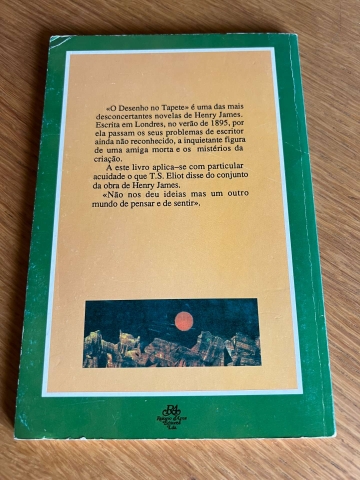 «O Desenho no Tapete» é uma das mais
desconcertantes novelas de Henry James.
Escrita em Londres, no verão de 1895, por
ela passam os seus problemas de escritor
ainda não reconhecido, a inquietante figura
de uma amiga morta e os mistérios da
criação.
A este livro aplica-se com particular
acuidade o que T.S. Eliot disse do conjunto
da obra de Henry James.
«Não nos deu ideias mas um outro
mundo de pensar e de sentir».